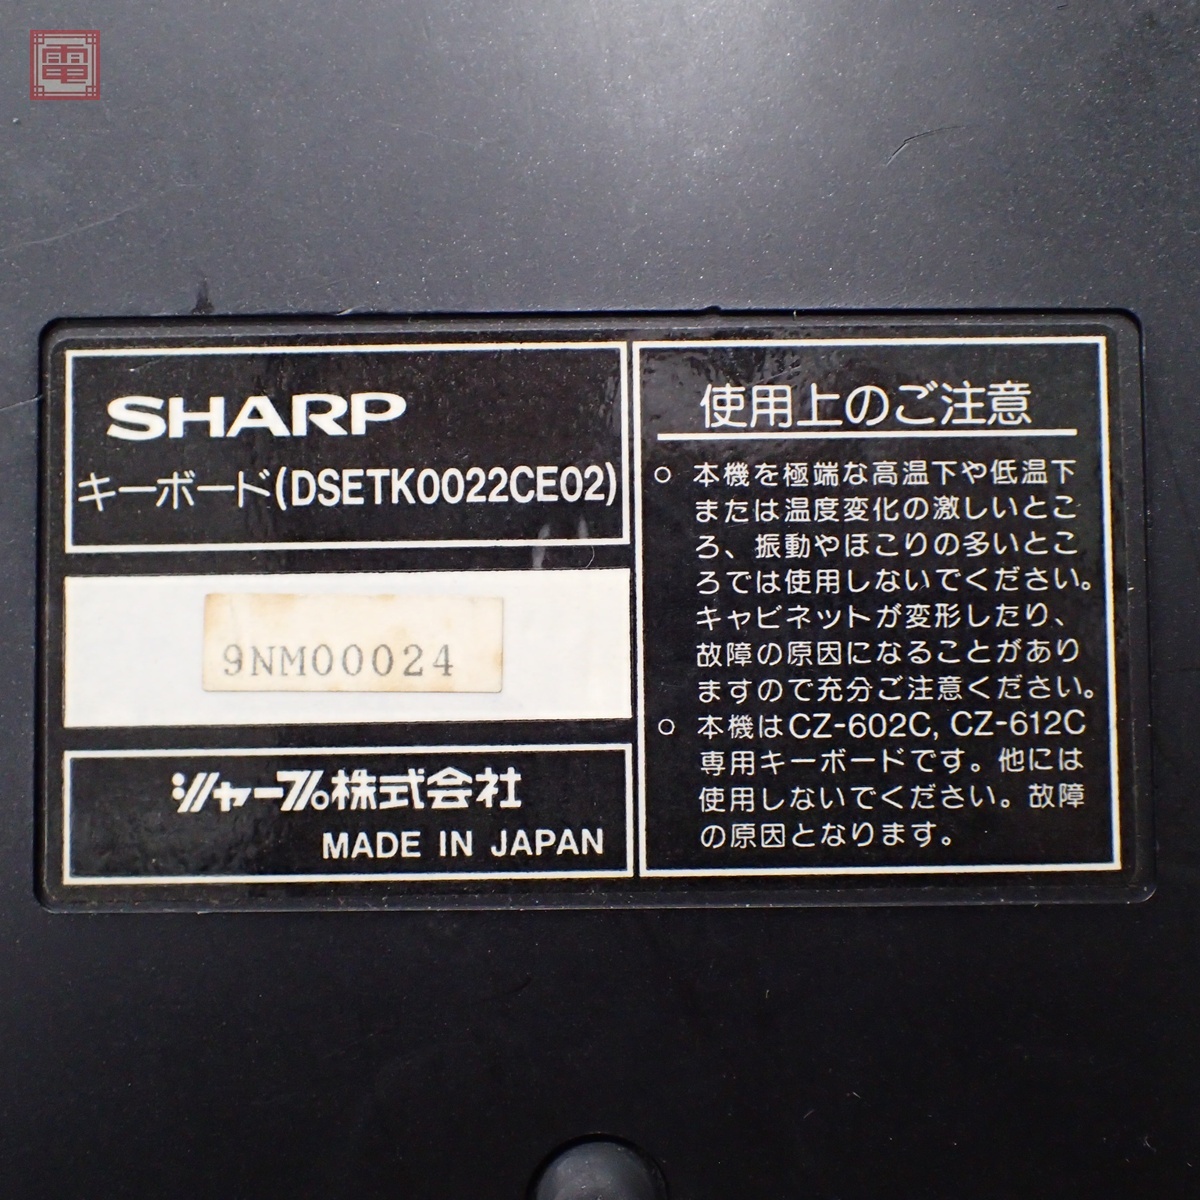 電
SHARP
キーボード(DSETK0022CE02)
9NM00024
シャープ株式会社
MADE IN JAPAN
使用上のご注意
○ 本機を極端な高温下や低温下
または温度変化の激しいとこ
ろ、振動やほこりの多いとこ
ろでは使用しないでください。
キャビネットが変形したり、
故障の原因になることがあり
ますので充分ご注意ください。
○ 本機はCZ-602C, CZ-612C
専用キーボードです。他には
使用しないでください。故障
の原因となります。